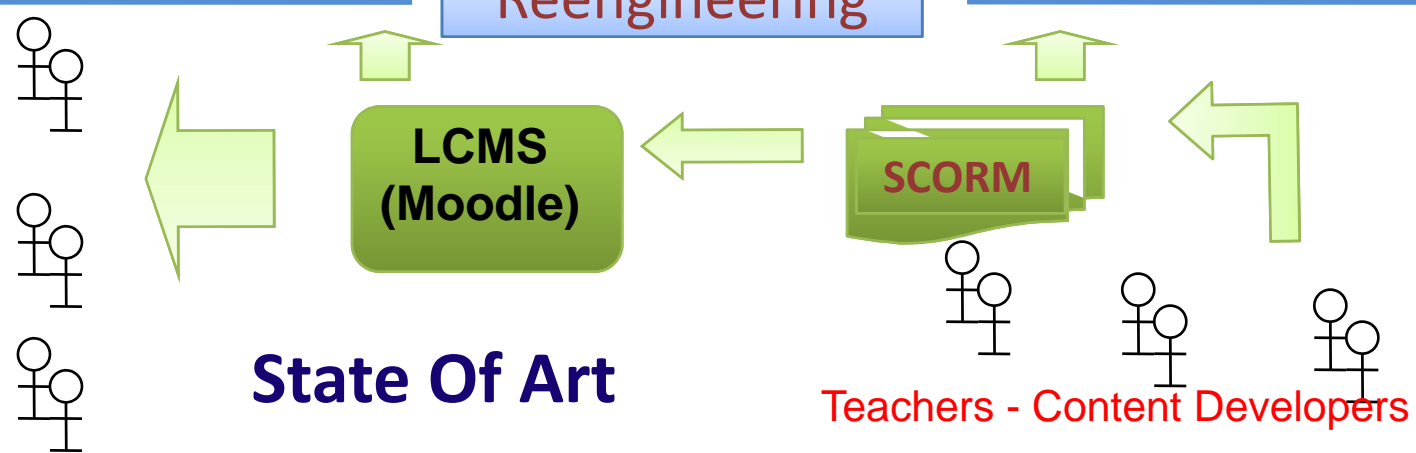 Reengineering
LCMS
(Moodle)
SCORM
State Of Art
Teachers - Content Developers